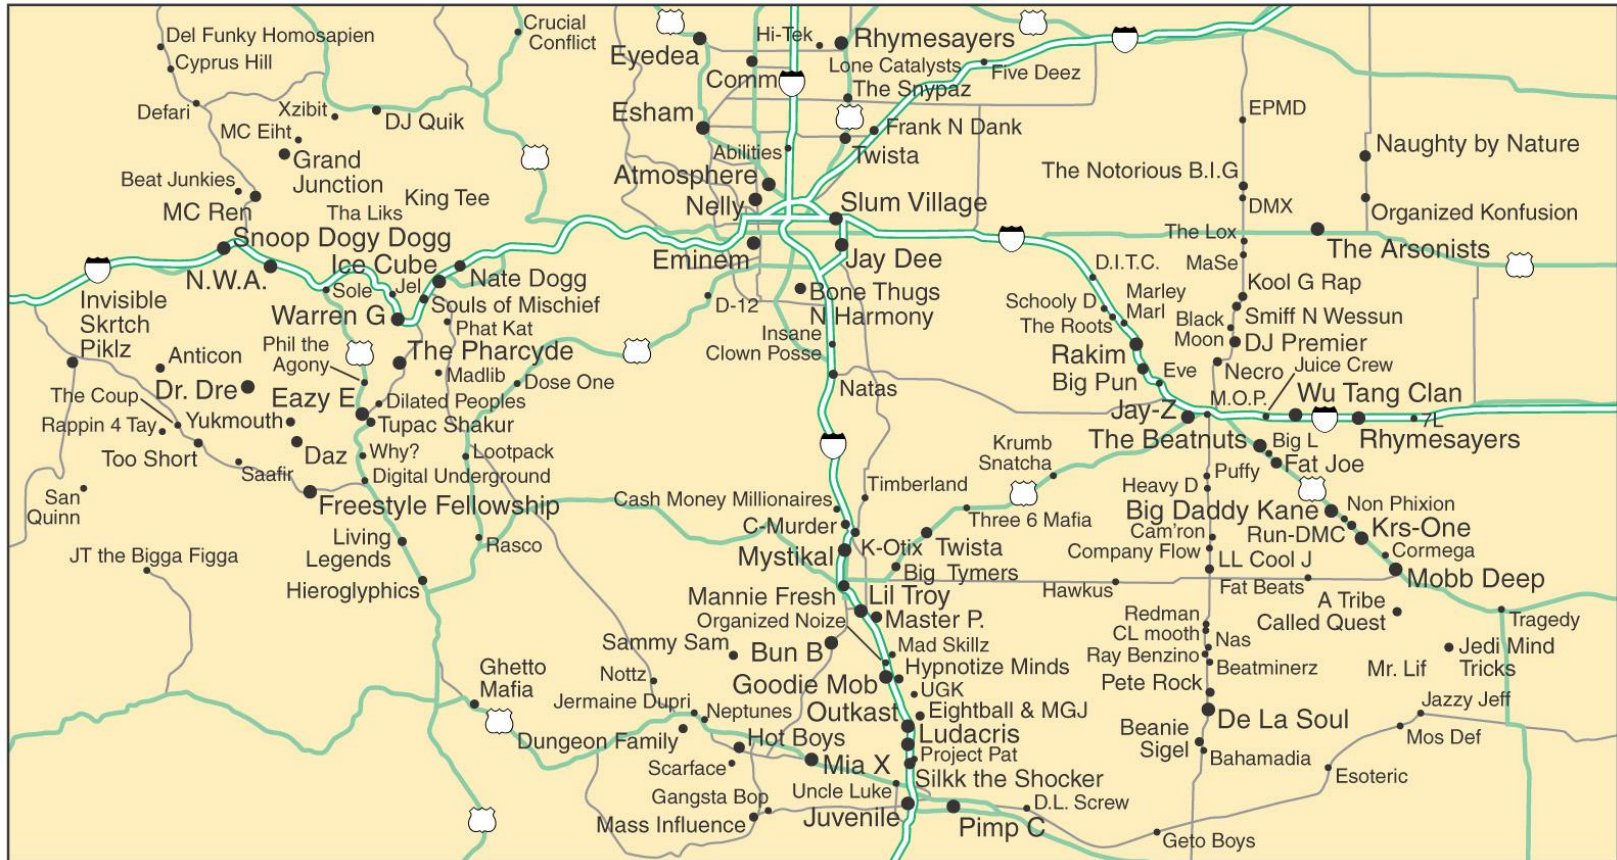 Del Funky Homosapien
Cyprus Hill
Defari
Xzibit
MC Eiht
DJ Quik
Grand
Junction
Beat Junkies
MC Ren
King Tee
Tha Liks
Snoop Dogy Dogg
Ice Cube
N.W.A.
Nate Dogg
Crucial
Conflict
Invisible
Skrtch
Piklz
Sole
Jel
Souls of Mischief
Warren G
Phat Kat
Anticon
Phil the
Agony
The Pharcyde
Madlib
Dose One
Dr. Dre
The Coup
Eazy E
Dilated Peoples
Rappin 4 Tay
Yukmouth
Tupac Shakur
Too Short
Daz
Why?
Lootpack
Saafir
Digital Underground
San
Quinn
Freestyle Fellowship
JT the Bigga Figga
Living
Legends
Rasco
Hieroglyphics
Ghetto
Mafia
Eyedea
Hi-Tek
Rhymesayers
Comm
Lone Catalysts
Five Deez
The Snypaz
Esham
Frank N Dank
Abilities
Twista
Atmosphere
Nelly
Slum Village
Eminem
Jay Dee
D-12
Bone Thugs
N Harmony
Insane
Clown Posse
Natas
EPMD
Naughty by Nature
The Notorious B.I.G
DMX
Organized Konfusion
The Lox
The Arsonists
MaSe
D.I.T.C.
Kool G Rap
Schooly D
Marley
Marl
The Roots
Smiff N Wessun
Black
Moon
DJ Premier
Rakim
Juice Crew
Big Pun
Eve
Necro
Wu Tang Clan
M.O.P.
Jay-Z
7L
The Beatnuts
Big L
Rhymesayers
Fat Joe
Krumb
Snatcha
Puffy
Heavy D
Timberland
Cash Money Millionaires
Big Daddy Kane
Non Phixion
C-Murder
Three 6 Mafia
Run-DMC
Krs-One
Cam'ron
Mystikal
K-Otix
Twista
Company Flow
LL Cool J
Cormega
Big Tymers
Hawkus
Fat Beats
Mobb Deep
Mannie Fresh
Lil Troy
A Tribe
Called Quest
Organized Noize
Master P.
Redman
CL mooth
Nas
Tragedy
Sammy Sam
Bun B
Mad Skillz
Ray Benzino
Beatminerz
Jedi Mind
Tricks
Mr. Lif
Hypnotize Minds
Nottz
Goodie Mob
UGK
Pete Rock
Jermaine Dupri
Neptunes
Outkast
Eightball & MGJ
De La Soul
Jazzy Jeff
Dungeon Family
Hot Boys
Ludacris
Beanie
Sigel
Mos Def
Scarface
Mia X
Project Pat
Bahamadia
Silkk the Shocker
Esoteric
Gangsta Bop
Uncle Luke
D.L. Screw
Mass Influence
Juvenile
Pimp C
Geto Boys